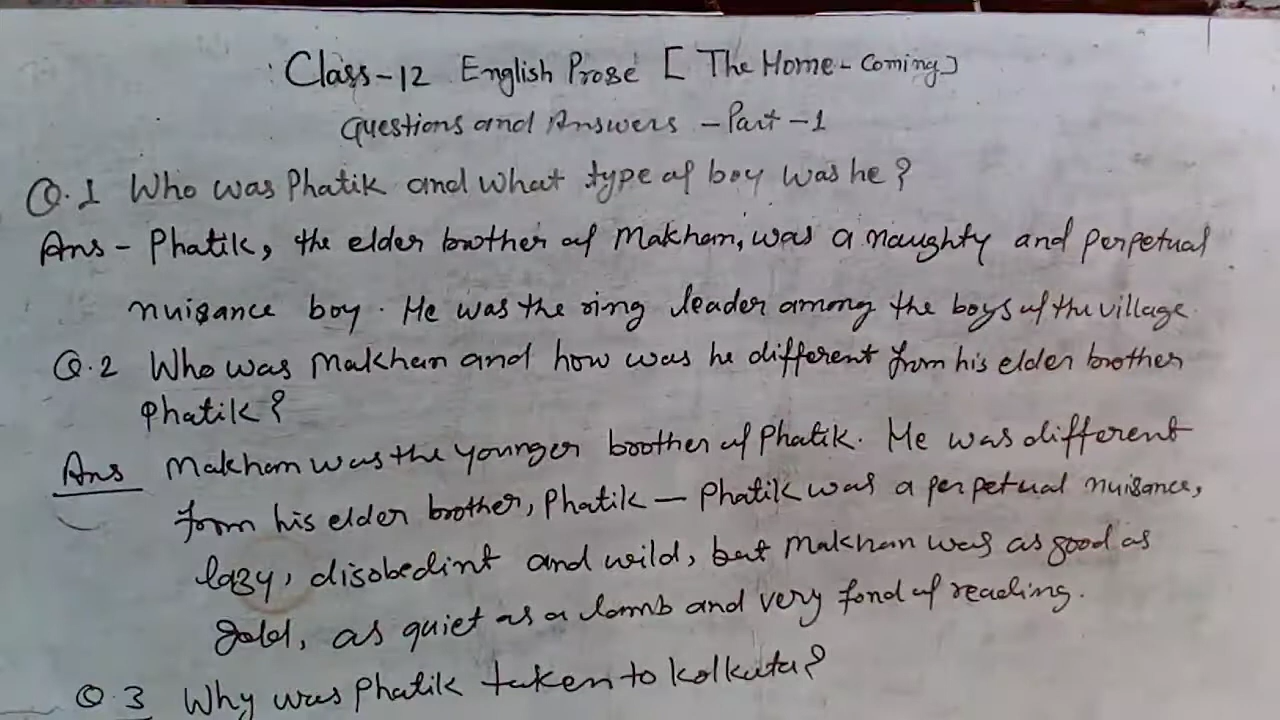 Class-12 English Prose [ The Home-Coming]
Questions and Answers - Part -1
Q.1 Who was Phatik and what type of boy was he?
Ans - Phatik, the elder brother of Makhan, was a naughty and perpetual
nuisance boy. He was the ring leader among the boys of the village.
Q.2 Who was Makhan and how was he different from his elder brother
Phatik?
Ans Makhan was the younger brother of Phatik. He was different
from his elder brother, Phatik — Phatik was a perpetual nuisance,
lazy, disobedint and wild, but Makhan was as good as
gold, as quiet as a lamb and very fond of reading.
Q.3 Why was Phatik taken to Kolkata?